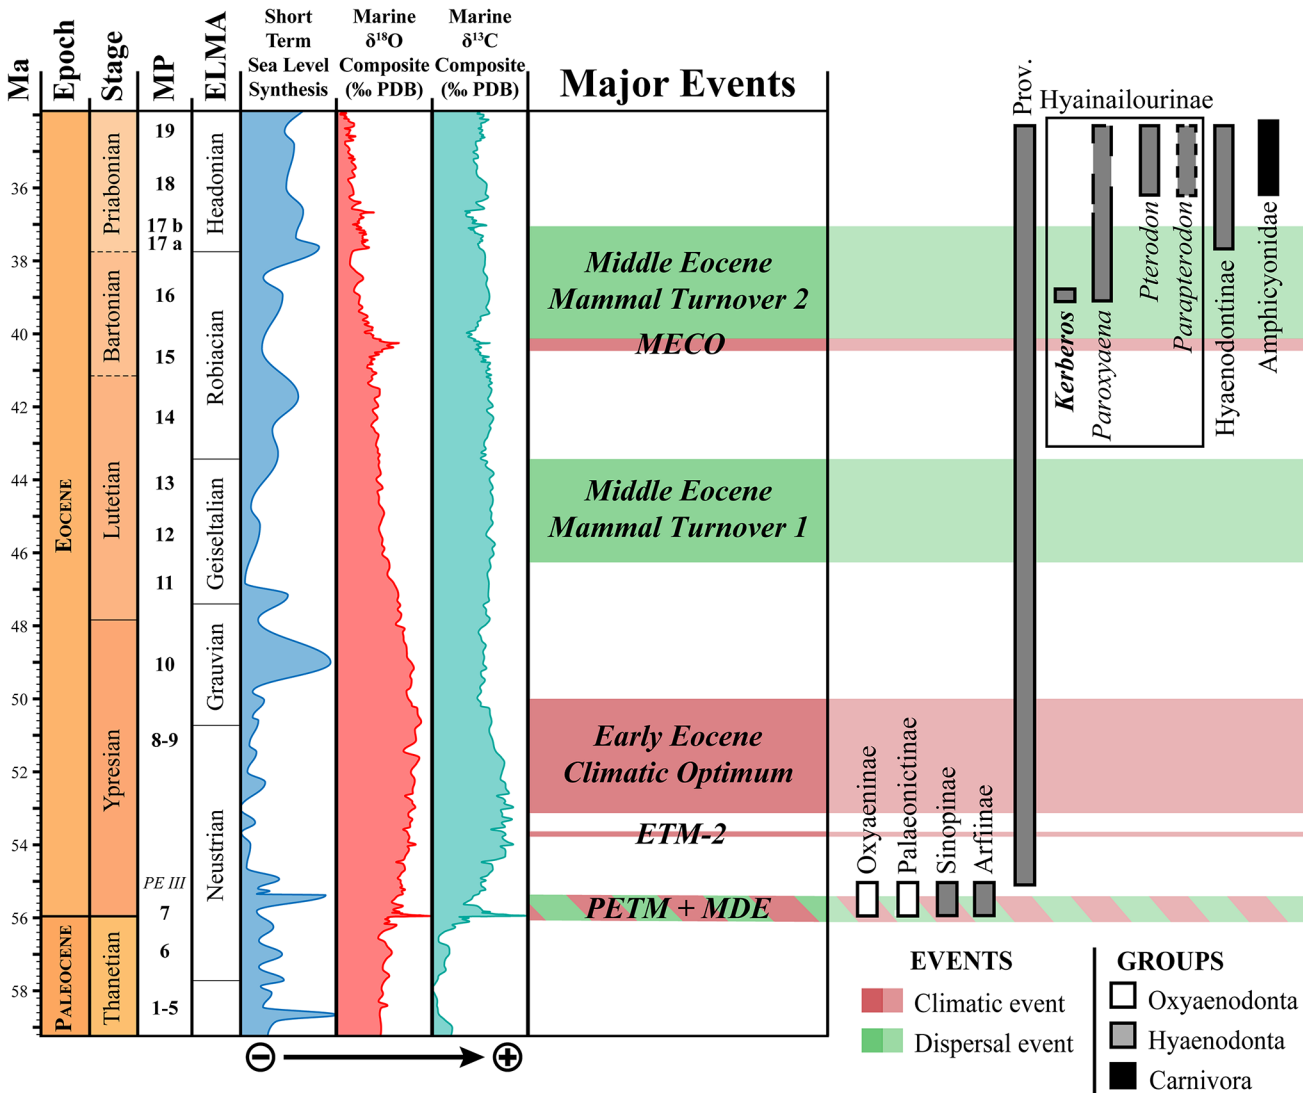 Ma
Epoch
Stage
MP
ELMA
Short
Term
Sea Level
Synthesis
Marine
δ¹⁸O
Composite
(‰ PDB)
Marine
δ¹³C
Composite
(‰ PDB)
Major Events
36
38
40
42
44
46
48
50
52
54
56
58
EOCENE
PALEOCENE
Priabonian
Bartonian
Lutetian
Ypresian
Thanetian
19
18
17 b
17 a
16
15
14
13
12
11
10
8-9
PE III
7
6
1-5
Headonian
Robiacian
Geiseltalian
Grauvian
Neustrian
Middle Eocene
Mammal Turnover 2
MECO
Middle Eocene
Mammal Turnover 1
Early Eocene
Climatic Optimum
ETM-2
PETM + MDE
Oxyaeninae
Palaeonictinae
Sinopinae
Arfiinae
Prov.
Hyainailourinae
Kerberos
Paroxyaena
Pterodon
Parapterodon
Hyaenodontinae
Amphicyonidae
EVENTS
Climatic event
Dispersal event
GROUPS
Oxyaenodonta
Hyaenodonta
Carnivora
− +